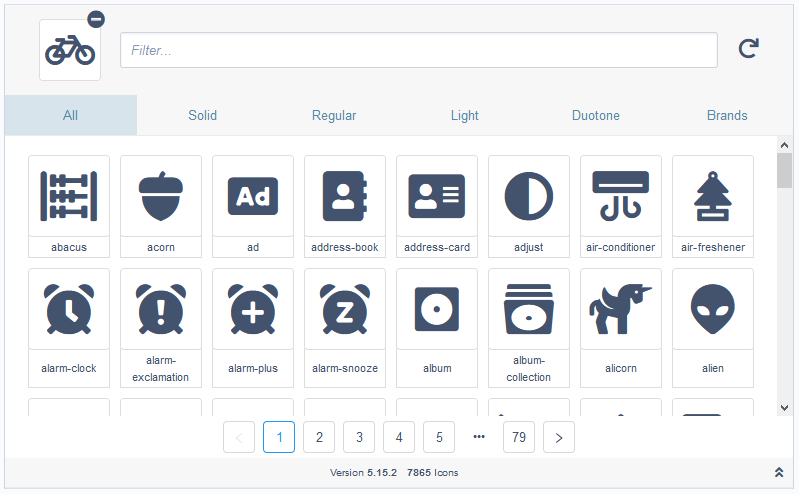 Filter...
All Solid Regular Light Duotone Brands
Ad
abacus acorn ad address-book address-card adjust air-conditioner air-freshener
z
alarm-clock alarm-exclamation alarm-plus alarm-snooze album album-collection alicorn alien
1 2 3 4 5 ••• 79
Version 5.15.2 7865 Icons